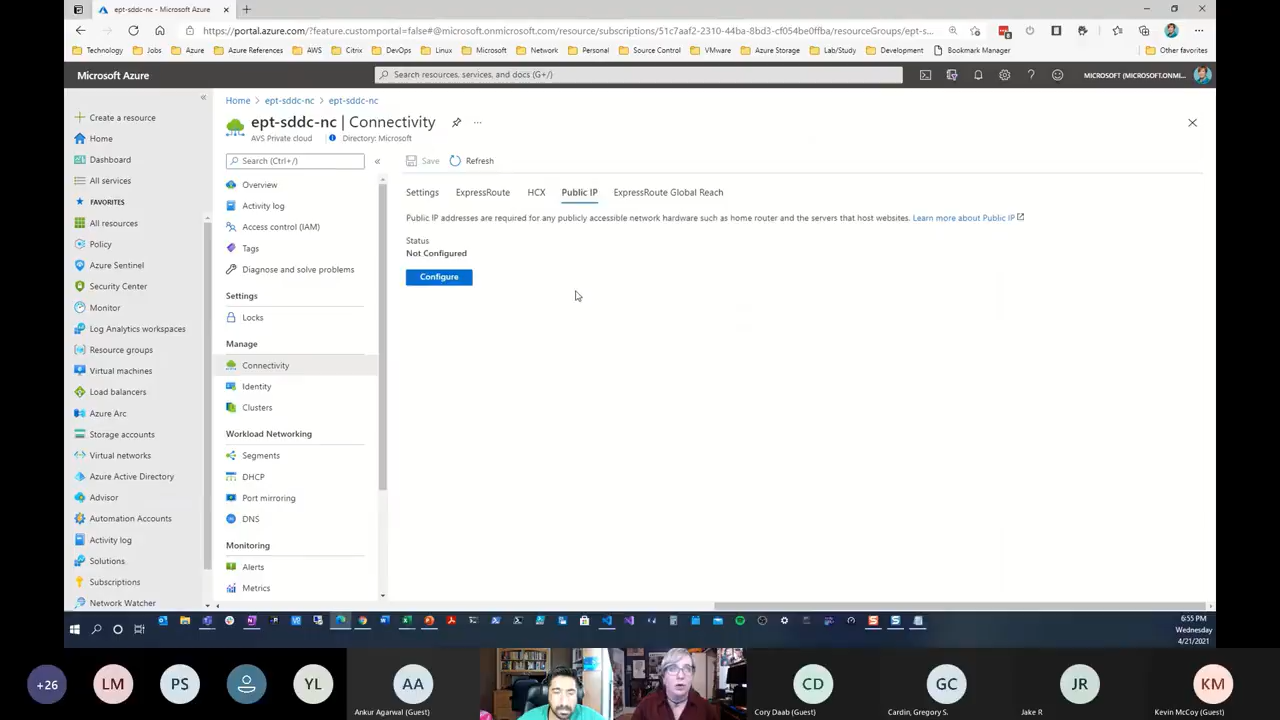 ept-sddc-nc - Microsoft Azure
https://portal.azure.com/?feature.customportal=false#@microsoft.onmicrosoft.com/resource/subscriptions/51c7aaf2-2310-44ba-8bd3-cf054be0ffba/resourceGroups/ept-s...
Technology Jobs Azure Azure References AWS Citrix DevOps Linux Microsoft Network Personal Source Control VMware Azure Storage Lab/Study Development Bookmark Manager Other favorites
Microsoft Azure
Search resources, services, and docs (G+/)
MICROSOFT (MICROSOFT.ONMI...
Create a resource
Home
Dashboard
All services
FAVORITES
All resources
Policy
Azure Sentinel
Security Center
Monitor
Log Analytics workspaces
Resource groups
Virtual machines
Load balancers
Azure Arc
Storage accounts
Virtual networks
Azure Active Directory
Advisor
Automation Accounts
Activity log
Solutions
Subscriptions
Network Watcher
Home > ept-sddc-nc > ept-sddc-nc
ept-sddc-nc | Connectivity ...
AVS Private cloud Directory: Microsoft
Search (Ctrl+/)
Overview
Activity log
Access control (IAM)
Tags
Diagnose and solve problems
Settings
Locks
Manage
Connectivity
Identity
Clusters
Workload Networking
Segments
DHCP
Port mirroring
DNS
Monitoring
Alerts
Metrics
Save Refresh
Settings ExpressRoute HCX Public IP ExpressRoute Global Reach
Public IP addresses are required for any publicly accessible network hardware such as home router and the servers that host websites. Learn more about Public IP
Status
Not Configured
Configure
6:55 PM
Wednesday
4/21/2021
+26 LM PS YL AA CD GC JR KM
Ankur Agarwal (Guest) Cory Daab (Guest) Cardin, Gregory S. Jake R Kevin McCoy (Guest)